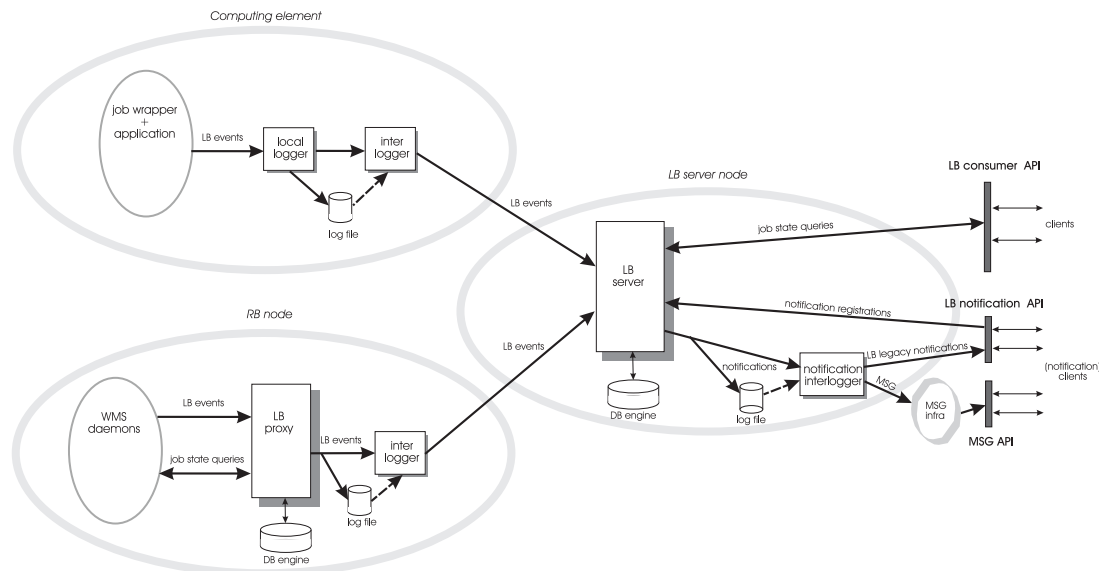 Computing element
job wrapper
+
application
LB events
local
logger
inter
logger
log file
LB events
LB server node
LB consumer API
job state queries
clients
LB
server
notification registrations
LB notification API
LB legacy notifications
notifications
notification
interlogger
(notification)
clients
MSG
MSG
infra
MSG API
log file
DB engine
RB node
LB events
WMS
daemons
LB events
LB
proxy
LB events
inter
logger
job state queries
log file
DB engine